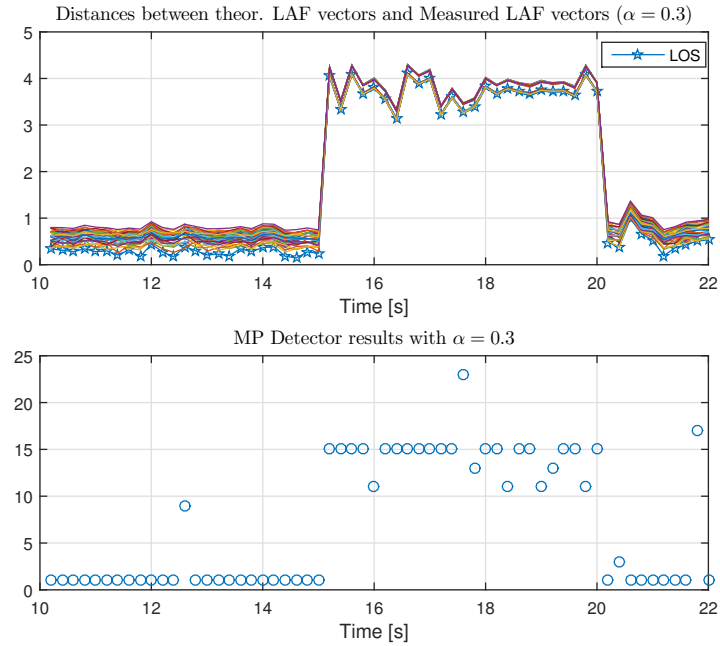 Distances between theor. LAF vectors and Measured LAF vectors (α = 0.3)
5
4
3
2
1
0
LOS
10 12 14 16 18 20 22
Time [s]
MP Detector results with α = 0.3
25
20
15
10
5
0
10 12 14 16 18 20 22
Time [s]